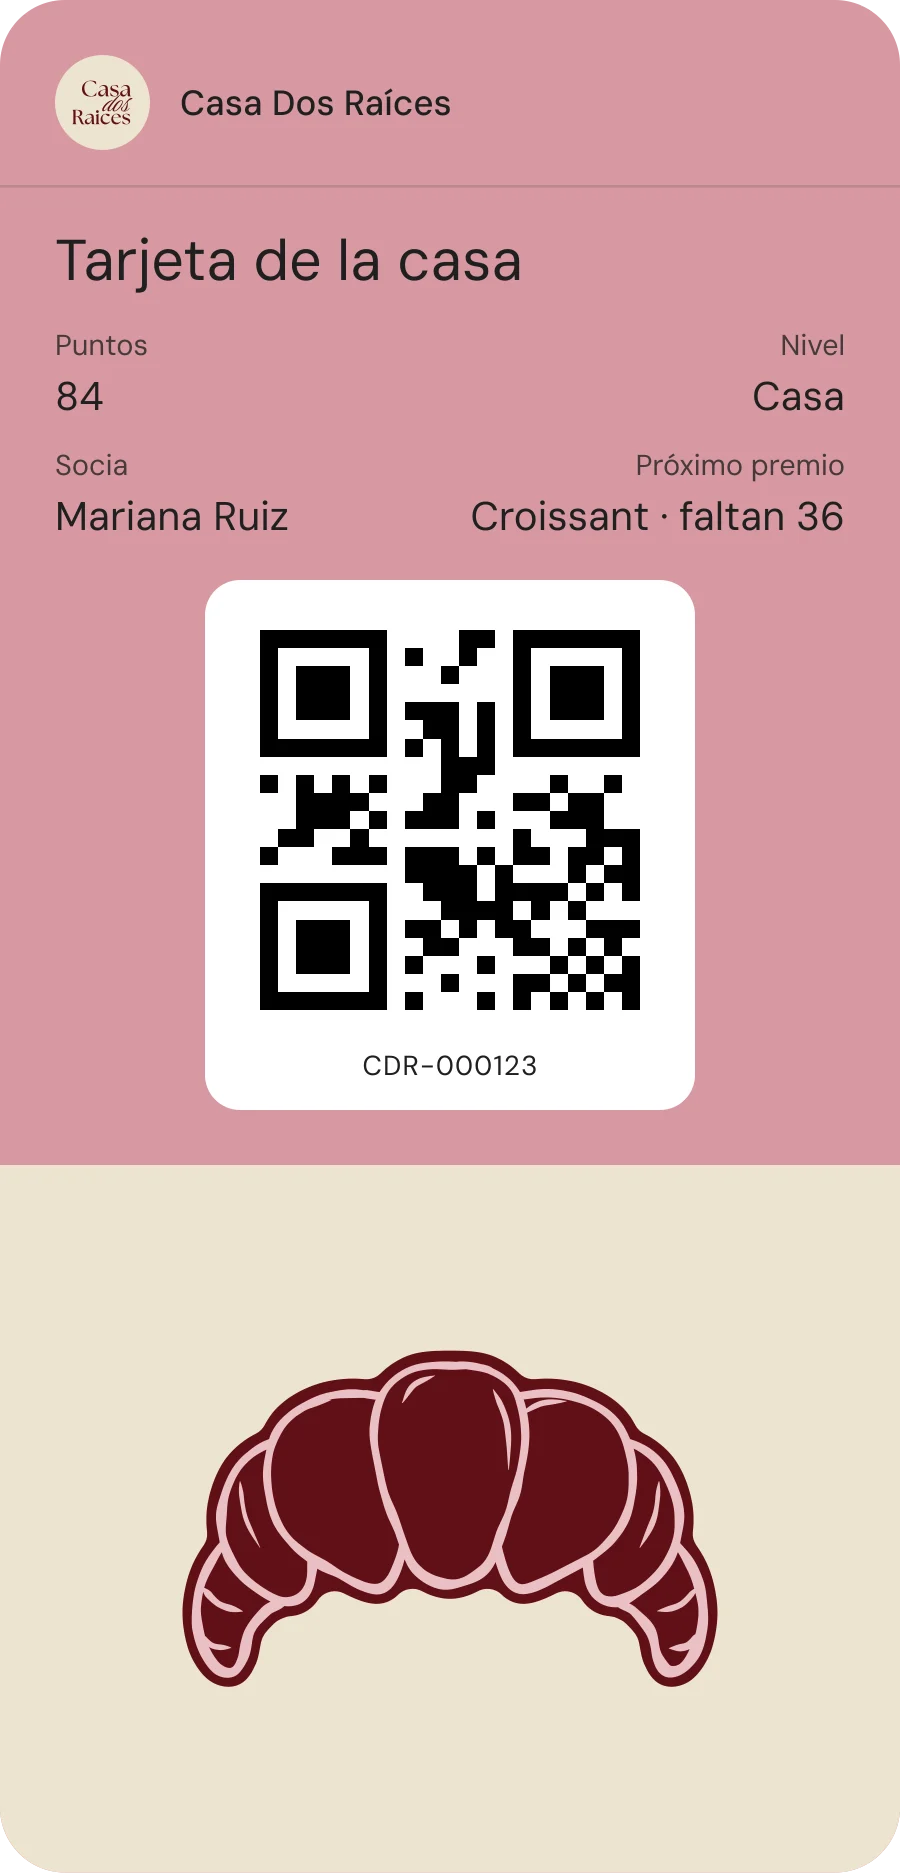 Casa
dos
Raíces
Casa Dos Raíces
Tarjeta de la casa
Puntos
Nivel
84
Casa
Socia
Próximo premio
Mariana Ruiz
Croissant · faltan 36
CDR-000123